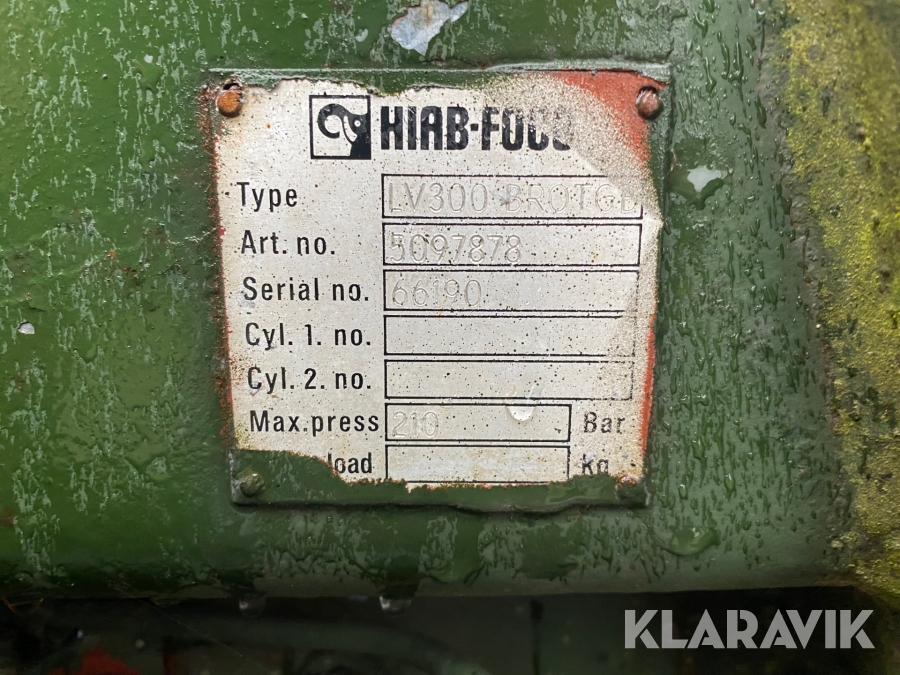 HIAB-FOCO
Type LV300 BROTOB
Art. no. 5097878
Serial no. 66190
Cyl. 1. no.
Cyl. 2. no.
Max.press 210 Bar
load Kg
KLARAVIK